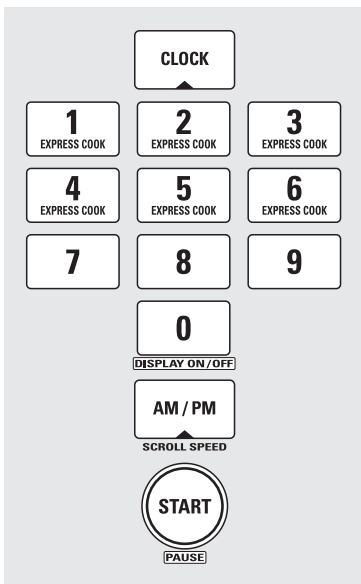 CLOCK
1 2 3
EXPRESS COOK EXPRESS COOK EXPRESS COOK
4 5 6
EXPRESS COOK EXPRESS COOK EXPRESS COOK
7 8 9
0
DISPLAY ON/OFF
AM / PM
SCROLL SPEED
START
PAUSE